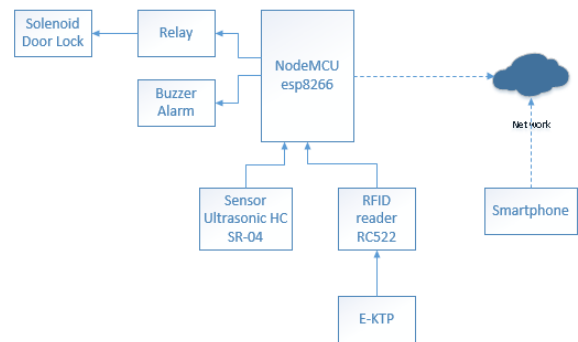 Solenoid
Door Lock
Relay
NodeMCU
esp8266
Buzzer
Alarm
Network
Sensor
Ultrasonic HC
SR-04
RFID
reader
RC522
Smartphone
E-KTP